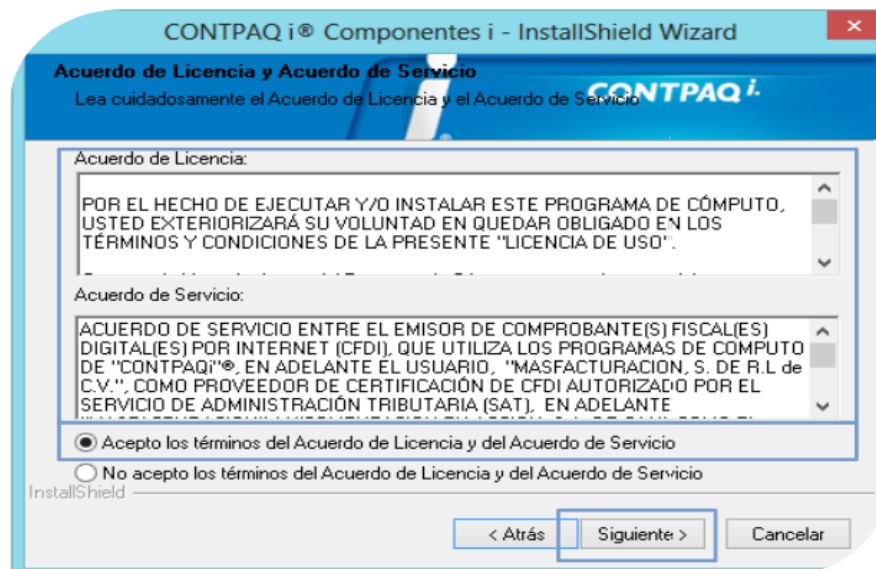 CONTPAQ i® Componentes i - InstallShield Wizard
Acuerdo de Licencia y Acuerdo de Servicio
Lea cuidadosamente el Acuerdo de Licencia y el Acuerdo de Servicio
CONTPAQ i.
Acuerdo de Licencia:
POR EL HECHO DE EJECUTAR Y/O INSTALAR ESTE PROGRAMA DE CÓMPUTO,
USTED EXTERIORIZARÁ SU VOLUNTAD EN QUEDAR OBLIGADO EN LOS
TÉRMINOS Y CONDICIONES DE LA PRESENTE "LICENCIA DE USO".
Acuerdo de Servicio:
ACUERDO DE SERVICIO ENTRE EL EMISOR DE COMPROBANTE(S) FISCAL(ES)
DIGITAL(ES) POR INTERNET (CFDI), QUE UTILIZA LOS PROGRAMAS DE COMPUTO
DE "CONTPAQi"®, EN ADELANTE EL USUARIO, "MASFACTURACION, S. DE R.L de
C.V.", COMO PROVEEDOR DE CERTIFICACIÓN DE CFDI AUTORIZADO POR EL
SERVICIO DE ADMINISTRACIÓN TRIBUTARIA (SAT), EN ADELANTE
Acepto los términos del Acuerdo de Licencia y del Acuerdo de Servicio
No acepto los términos del Acuerdo de Licencia y del Acuerdo de Servicio
InstallShield
< Atrás
Siguiente >
Cancelar